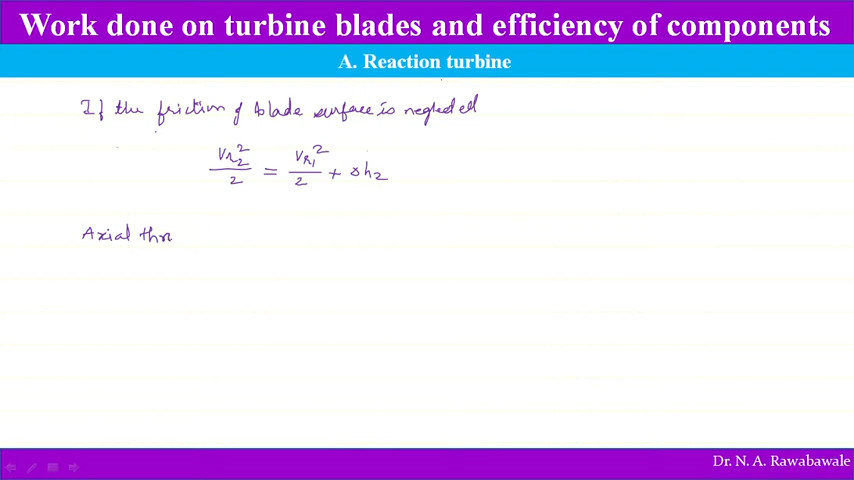 Work done on turbine blades and efficiency of components
A. Reaction turbine
If the friction of blade surface is neglected
Vr₂²/2 = Vr₁²/2 + Δh₂
Axial thr
Dr. N. A. Rawabawale